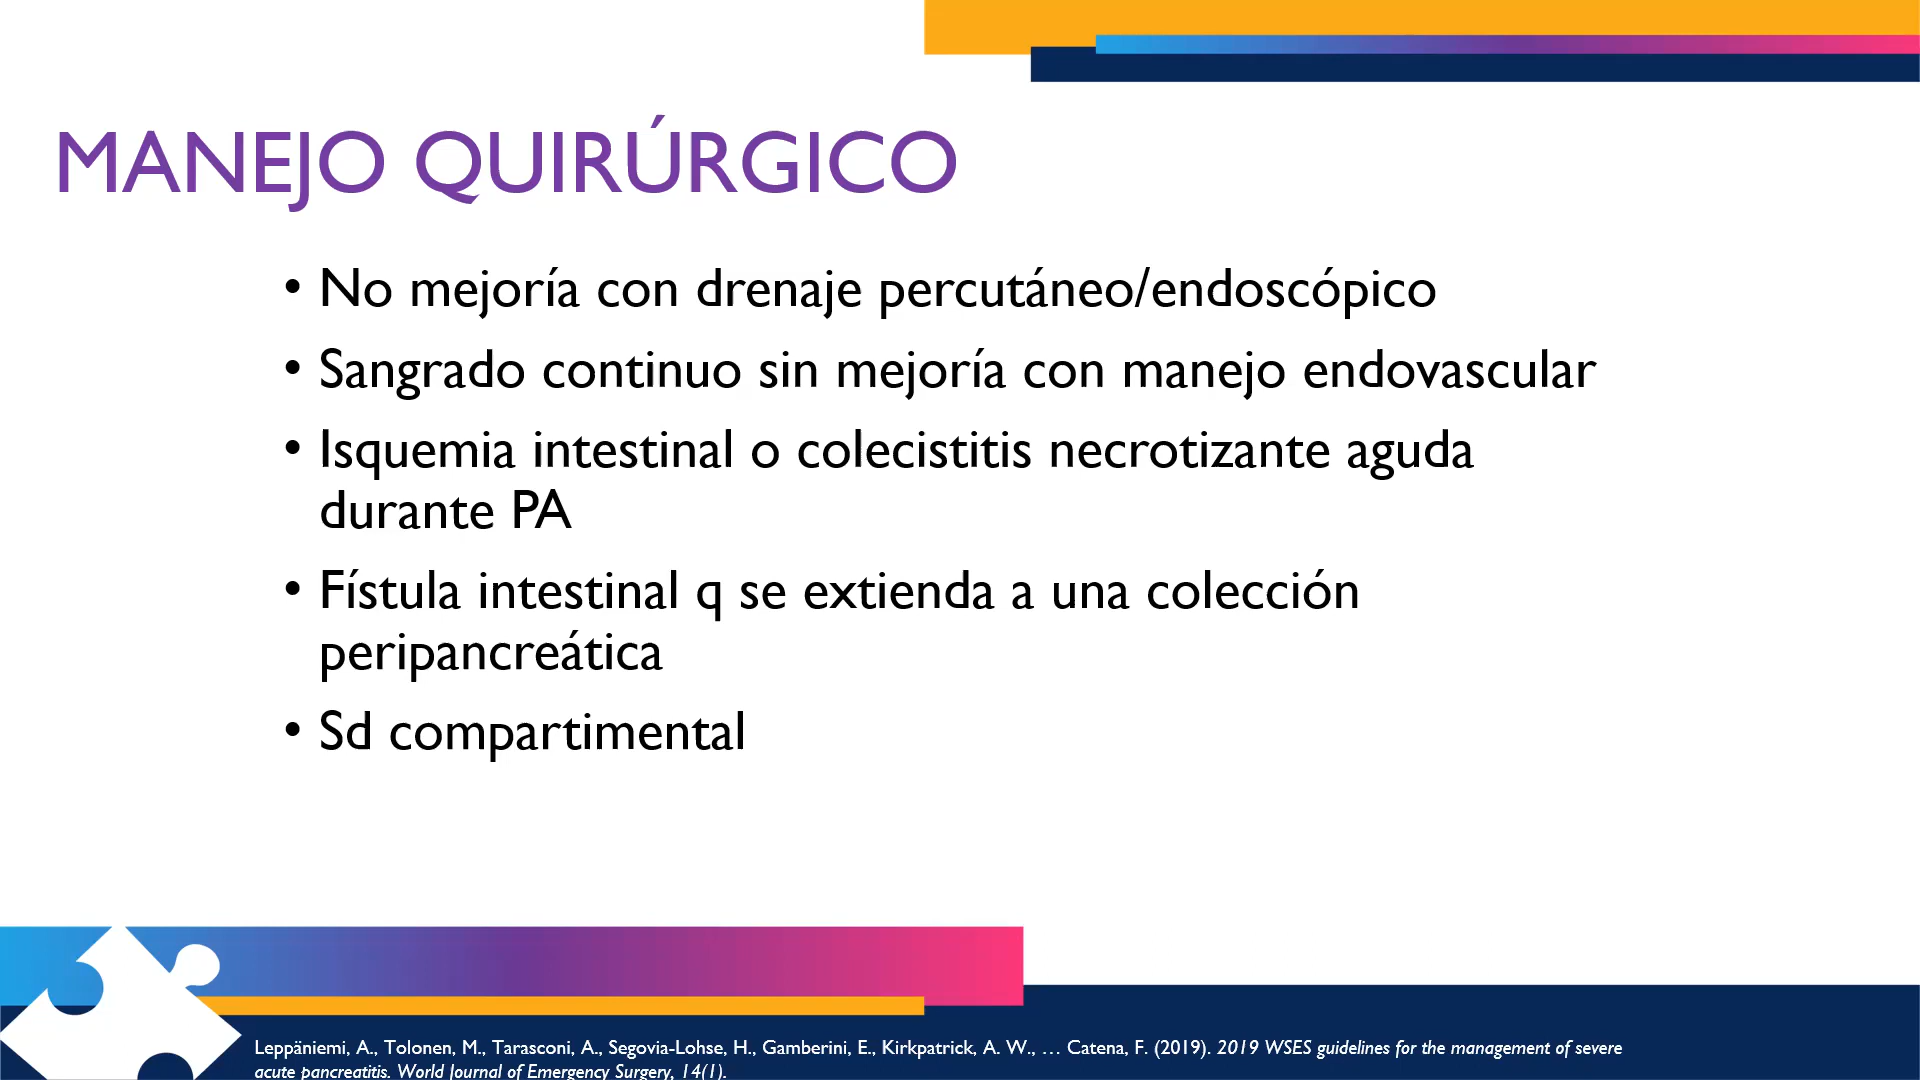 MANEJO QUIRÚRGICO
• No mejoría con drenaje percutáneo/endoscópico
• Sangrado continuo sin mejoría con manejo endovascular
• Isquemia intestinal o colecistitis necrotizante aguda
durante PA
• Fístula intestinal q se extienda a una colección
peripancreática
• Sd compartimental
Leppäniemi, A., Tolonen, M., Tarasconi, A., Segovia-Lohse, H., Gamberini, E., Kirkpatrick, A. W., … Catena, F. (2019). 2019 WSES guidelines for the management of severe
acute pancreatitis. World Journal of Emergency Surgery, 14(1).